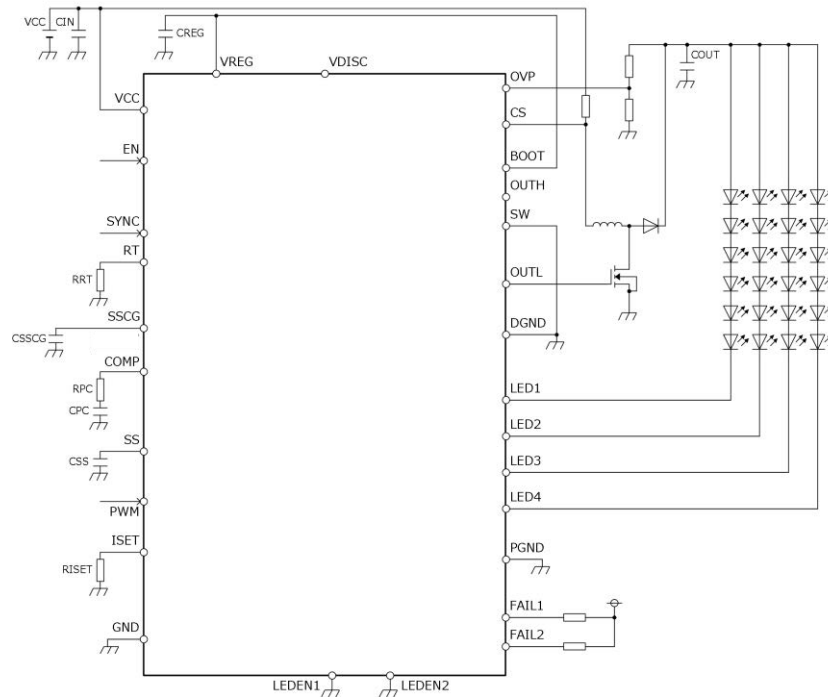 VCC CIN
CREG
VREG
VDISC
COUT
OVP
VCC
CS
EN
BOOT
OUTH
SYNC
SW
RT
RRT
OUTL
SSCG
CSSCG
DGND
COMP
RPC
CPC
LED1
SS
LED2
CSS
LED3
PWM
LED4
ISET
RISET
PGND
FAIL1
GND
FAIL2
LEDEN1
LEDEN2